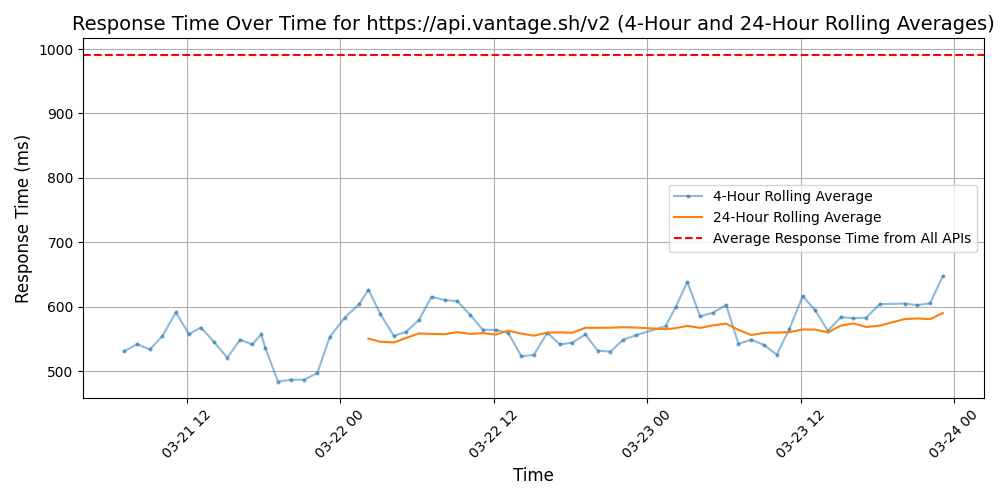 Response Time Over Time for https://api.vantage.sh/v2 (4-Hour and 24-Hour Rolling Averages)
Response Time (ms)
1000
900
800
700
600
500
4-Hour Rolling Average
24-Hour Rolling Average
Average Response Time from All APIs
03-21 12
03-22 00
03-22 12
03-23 00
03-23 12
03-24 00
Time